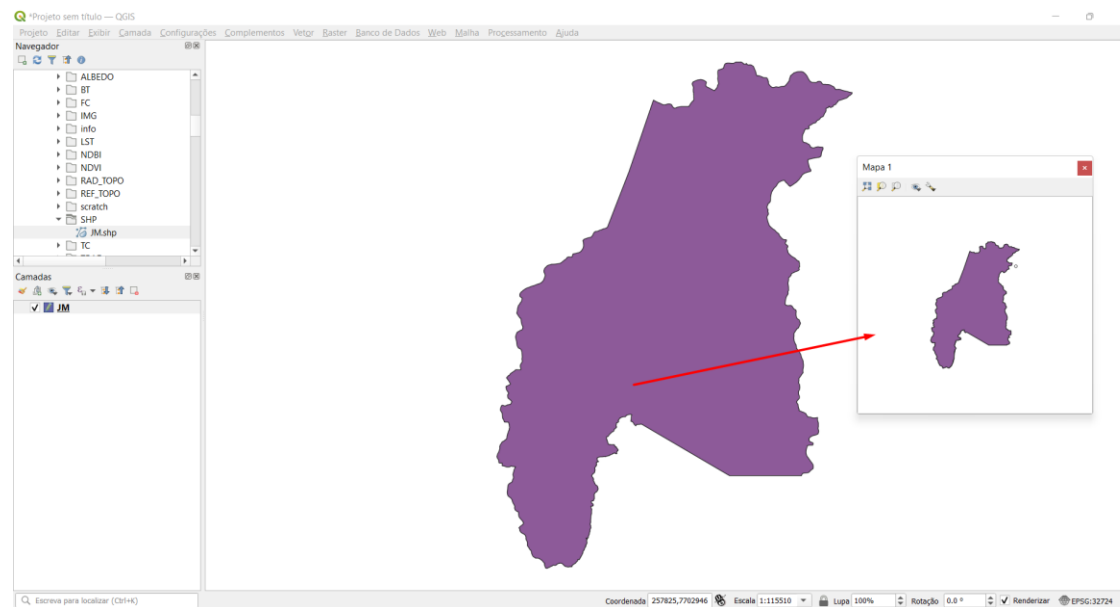 *Projeto sem título — QGIS
Projeto Editar Exibir Camada Configurações Complementos Vetor Raster Banco de Dados Web Malha Processamento Ajuda
Navegador
ALBEDO
BT
FC
IMG
info
LST
NDBI
NDVI
RAD_TOPO
REF_TOPO
scratch
SHP
JM.shp
TC
Camadas
JM
Mapa 1
Escreva para localizar (Ctrl+K)
Coordenada 257825,7702946 Escala 1:115510 Lupa 100% Rotação 0.0 ° Renderizar EPSG:32724